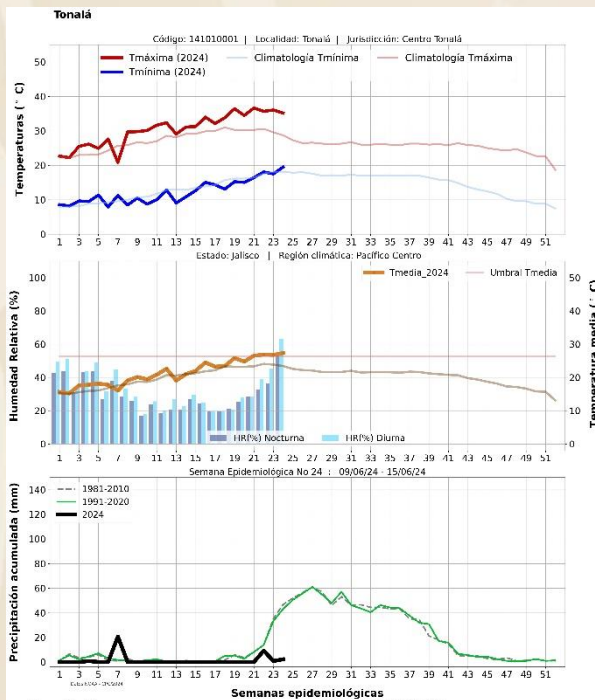 Tonalá
Código: 141010001 | Localidad: Tonalá | Jurisdicción: Centro Tonalá
Temperaturas (° C)
50
40
30
20
10
0
Tmáxima (2024)
Tmínima (2024)
Climatología Tmínima
Climatología Tmáxima
1 3 5 7 9 11 13 15 17 19 21 23 25 27 29 31 33 35 37 39 41 43 45 47 49 51
Estado: Jalisco | Región climática: Pacífico Centro
Humedad Relativa (%)
100
80
60
40
20
0
Tmedia_2024
Umbral Tmedia
50
40
30
20
10
0
Temperatura media (° C)
HR(%) Nocturna
HR(%) Diurna
1 3 5 7 9 11 13 15 17 19 21 23 25 27 29 31 33 35 37 39 41 43 45 47 49 51
Semana Epidemiológica No 24 : 09/06/24 - 15/06/24
Precipitación acumulada (mm)
140
120
100
80
60
40
20
0
1981-2010
1991-2020
2024
1 3 5 7 9 11 13 15 17 19 21 23 25 27 29 31 33 35 37 39 41 43 45 47 49 51
Semanas epidemiológicas